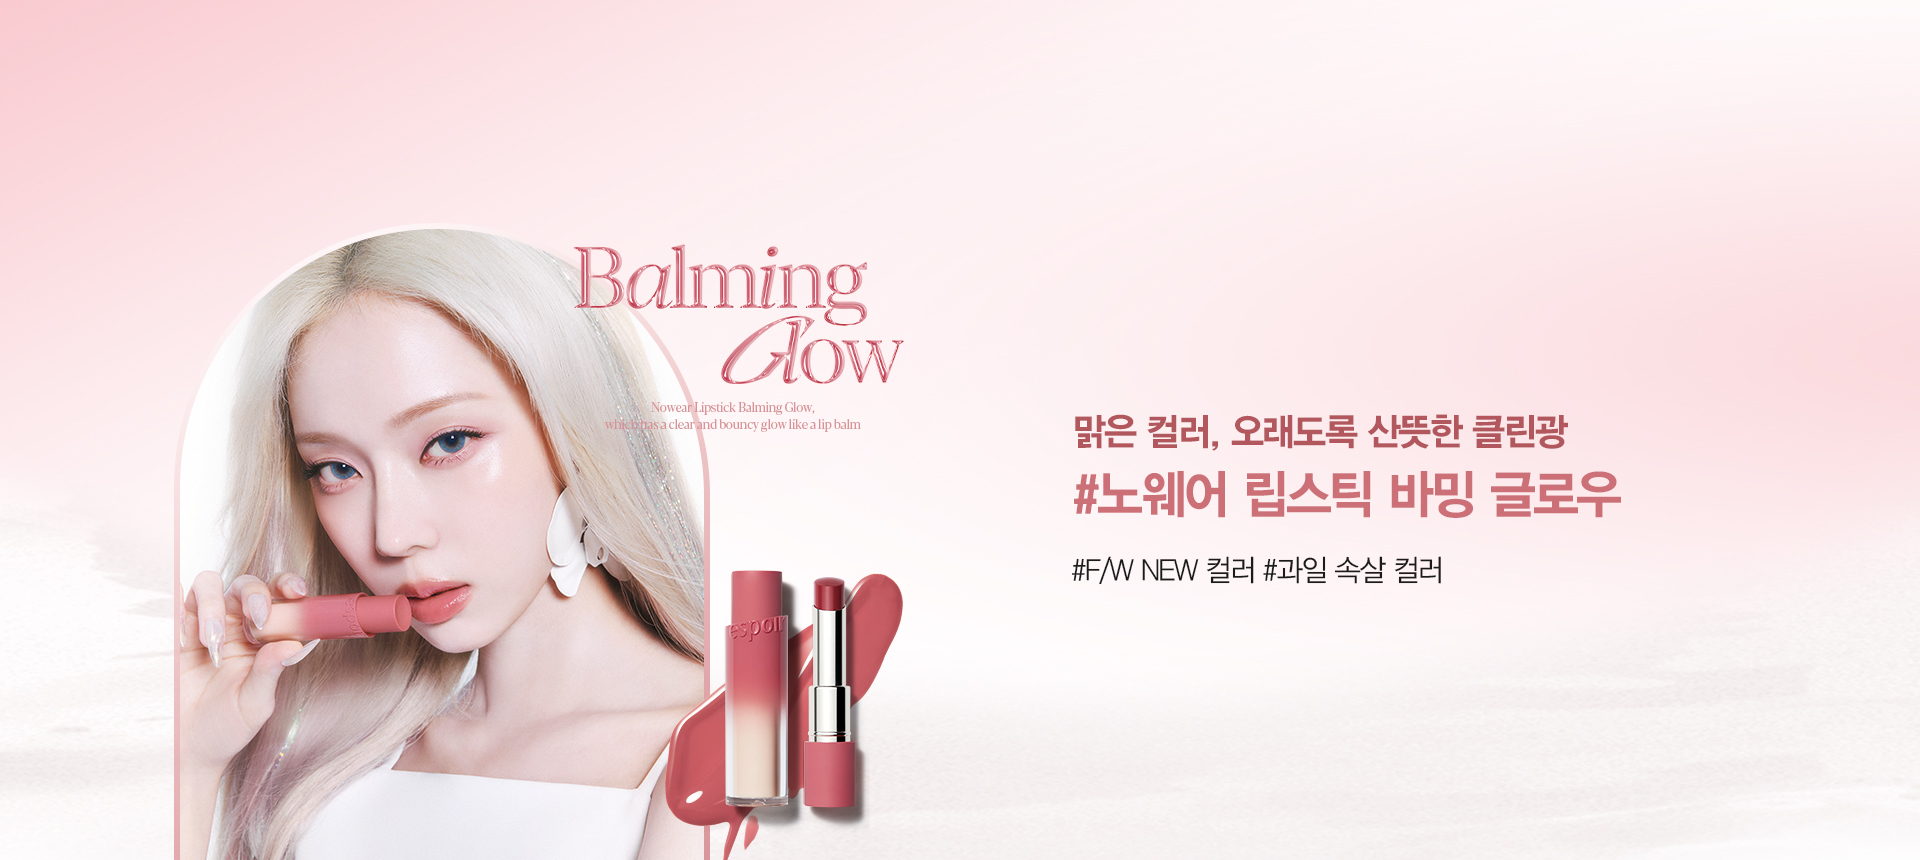 Balming
Glow
Nowear Lipstick Balming Glow,
which has a clear and bouncy glow like a lip balm
espoir
맑은 컬러, 오래도록 산뜻한 클린광
#노웨어 립스틱 바밍 글로우
#F/W NEW 컬러 #과일 속살 컬러